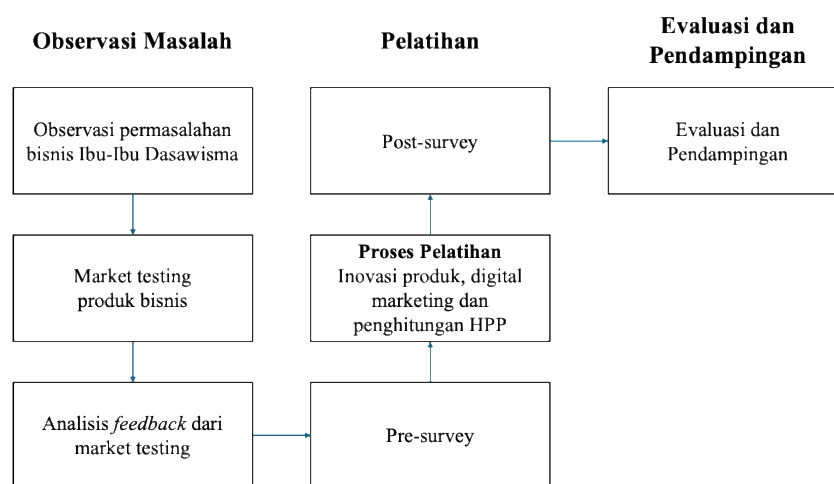 Observasi Masalah
Observasi permasalahan
bisnis Ibu-Ibu Dasawisma
Market testing
produk bisnis
Analisis feedback dari
market testing
Pelatihan
Post-survey
Proses Pelatihan
Inovasi produk, digital
marketing dan
penghitungan HPP
Pre-survey
Evaluasi dan
Pendampingan
Evaluasi dan
Pendampingan